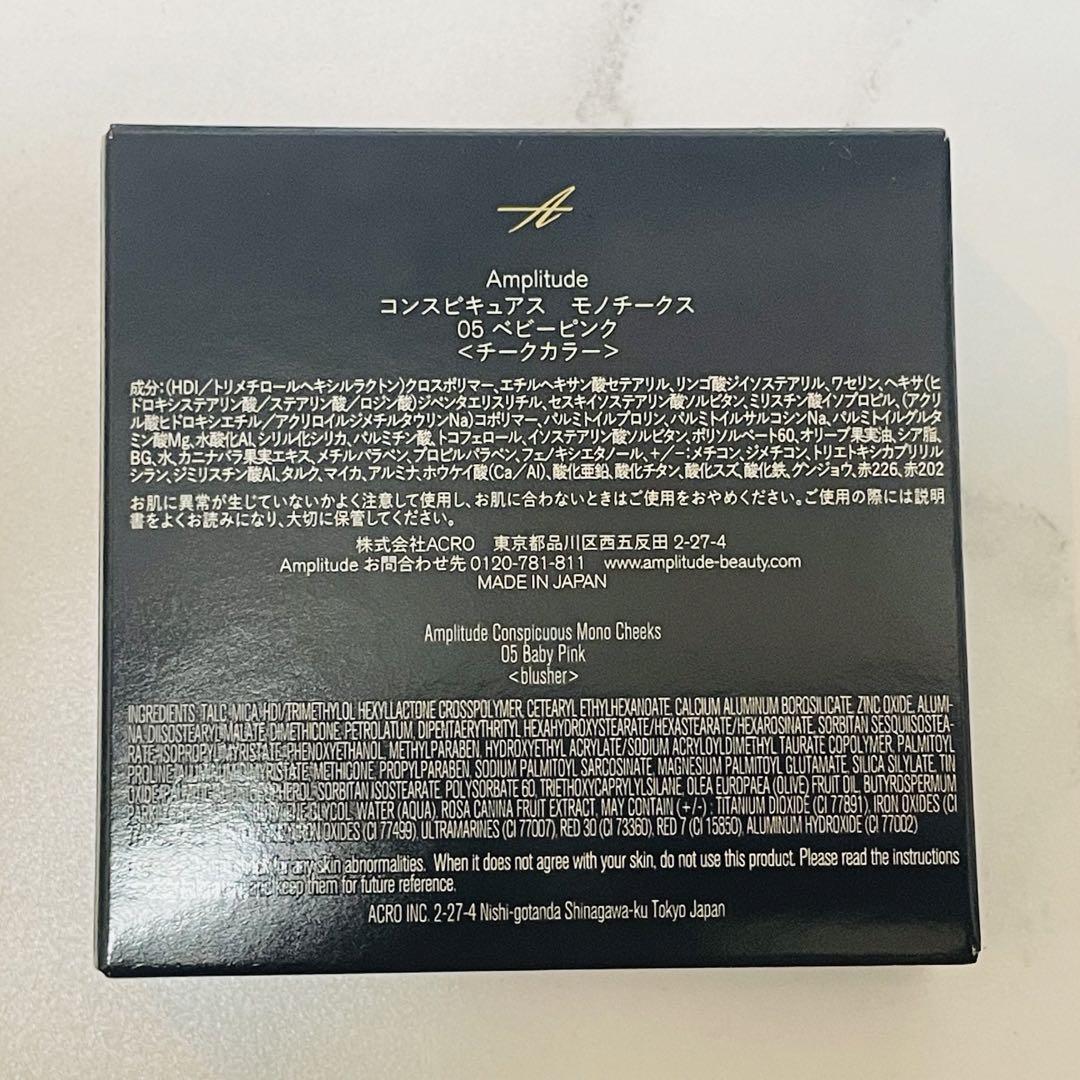 Amplitude
コンスピキュアス モノチークス
05 ベビーピンク
<チークカラー>
成分:(HDI/トリメチロールヘキシルラクトン)クロスポリマー、エチルヘキサン酸セテアリル、リンゴ酸ジイソステアリル、ワセリン、ヘキサ(ヒ
ドロキシステアリン酸/ステアリン酸/ロジン酸)ジペンタエリスリチル、セスキイソステアリン酸ソルビタン、ミリスチン酸イソプロピル、(アクリ
ル酸ヒドロキシエチル/アクリロイルジメチルタウリンNa)コポリマー、パルミトイルプロリン、パルミトイルサルコシンNa、パルミトイルグルタ
ミン酸Mg、水酸化Al、シリル化シリカ、パルミチン酸、トコフェロール、イソステアリン酸ソルビタン、ポリソルベート60、オリーブ果実油、シア脂、
BG、水、カニナバラ果実エキス、メチルパラベン、プロピルパラベン、フェノキシエタノール、+/−:メチコン、ジメチコン、トリエトキシカプリリル
シラン、ジミリスチン酸Al、タルク、マイカ、アルミナ、ホウケイ酸(Ca/Al)、酸化亜鉛、酸化チタン、酸化スズ、酸化鉄、グンジョウ、赤226、赤202
お肌に異常が生じていないかよく注意して使用し、お肌に合わないときはご使用をおやめください。ご使用の際には説明
書をよくお読みになり、大切に保管してください。
株式会社ACRO 東京都品川区西五反田 2-27-4
Amplitude お問合わせ先 0120-781-811 www.amplitude-beauty.com
MADE IN JAPAN
Amplitude Conspicuous Mono Cheeks
05 Baby Pink
<blusher>
INGREDIENTS: TALC, MICA, HDI/TRIMETHYLOL HEXYLLACTONE CROSSPOLYMER, CETEARYL ETHYLHEXANOATE, CALCIUM ALUMINUM BOROSILICATE, ZINC OXIDE, ALUMI-
NA, DIISOSTEARYL MALATE, DIMETHICONE, PETROLATUM, DIPENTAERYTHRITYL HEXAHYDROXYSTEARATE/HEXASTEARATE/HEXAROSINATE, SORBITAN SESQUIISOSTEA-
RATE, ISOPROPYL MYRISTATE, PHENOXYETHANOL, METHYLPARABEN, HYDROXYETHYL ACRYLATE/SODIUM ACRYLOYLDIMETHYL TAURATE COPOLYMER, PALMITOYL
PROLINE, MYRISTATE, METHICONE, PROPYLPARABEN, SODIUM PALMITOYL SARCOSINATE, MAGNESIUM PALMITOYL GLUTAMATE, SILICA SILYLATE, TIN
OXIDE, SORBITAN ISOSTEARATE, POLYSORBATE 60, TRIETHOXYCAPRYLYLSILANE, OLEA EUROPAEA (OLIVE) FRUIT OIL, BUTYROSPERMUM
GLYCOL, WATER (AQUA), ROSA CANINA FRUIT EXTRACT, MAY CONTAIN (+/-) : TITANIUM DIOXIDE (CI 77891), IRON OXIDES (CI
IRON OXIDES (CI 77499), ULTRAMARINES (CI 77007), RED 30 (CI 73360), RED 7 (CI 15850), ALUMINUM HYDROXIDE (CI 77002)
for any skin abnormalities. When it does not agree with your skin, do not use this product. Please read the instructions
and keep them for future reference.
ACRO INC. 2-27-4 Nishi-gotanda Shinagawa-ku Tokyo Japan